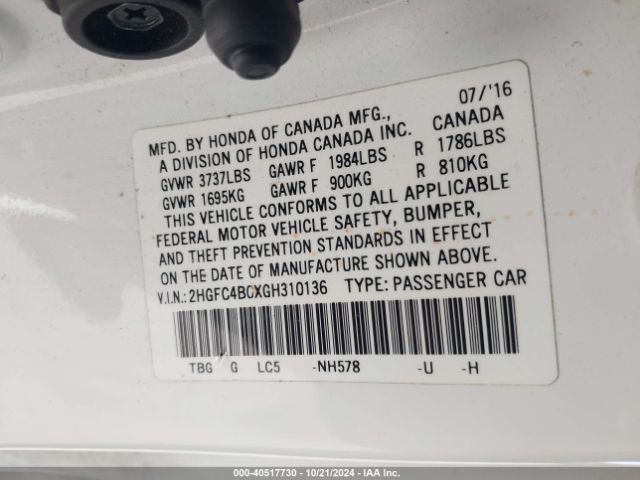 07/'16
MFD. BY HONDA OF CANADA MFG., CANADA
A DIVISION OF HONDA CANADA INC.
GVWR 3737LBS GAWR F 1984LBS R 1786LBS
GVWR 1695KG GAWR F 900KG R 810KG
THIS VEHICLE CONFORMS TO ALL APPLICABLE
FEDERAL MOTOR VEHICLE SAFETY, BUMPER,
AND THEFT PREVENTION STANDARDS IN EFFECT
ON THE DATE OF MANUFACTURE SHOWN ABOVE.
V.I.N.: 2HGFC4B0XGH310136 TYPE: PASSENGER CAR
TBG G LC5 -NH578 -U -H
000-40517730 - 10/21/2024 - IAA Inc.